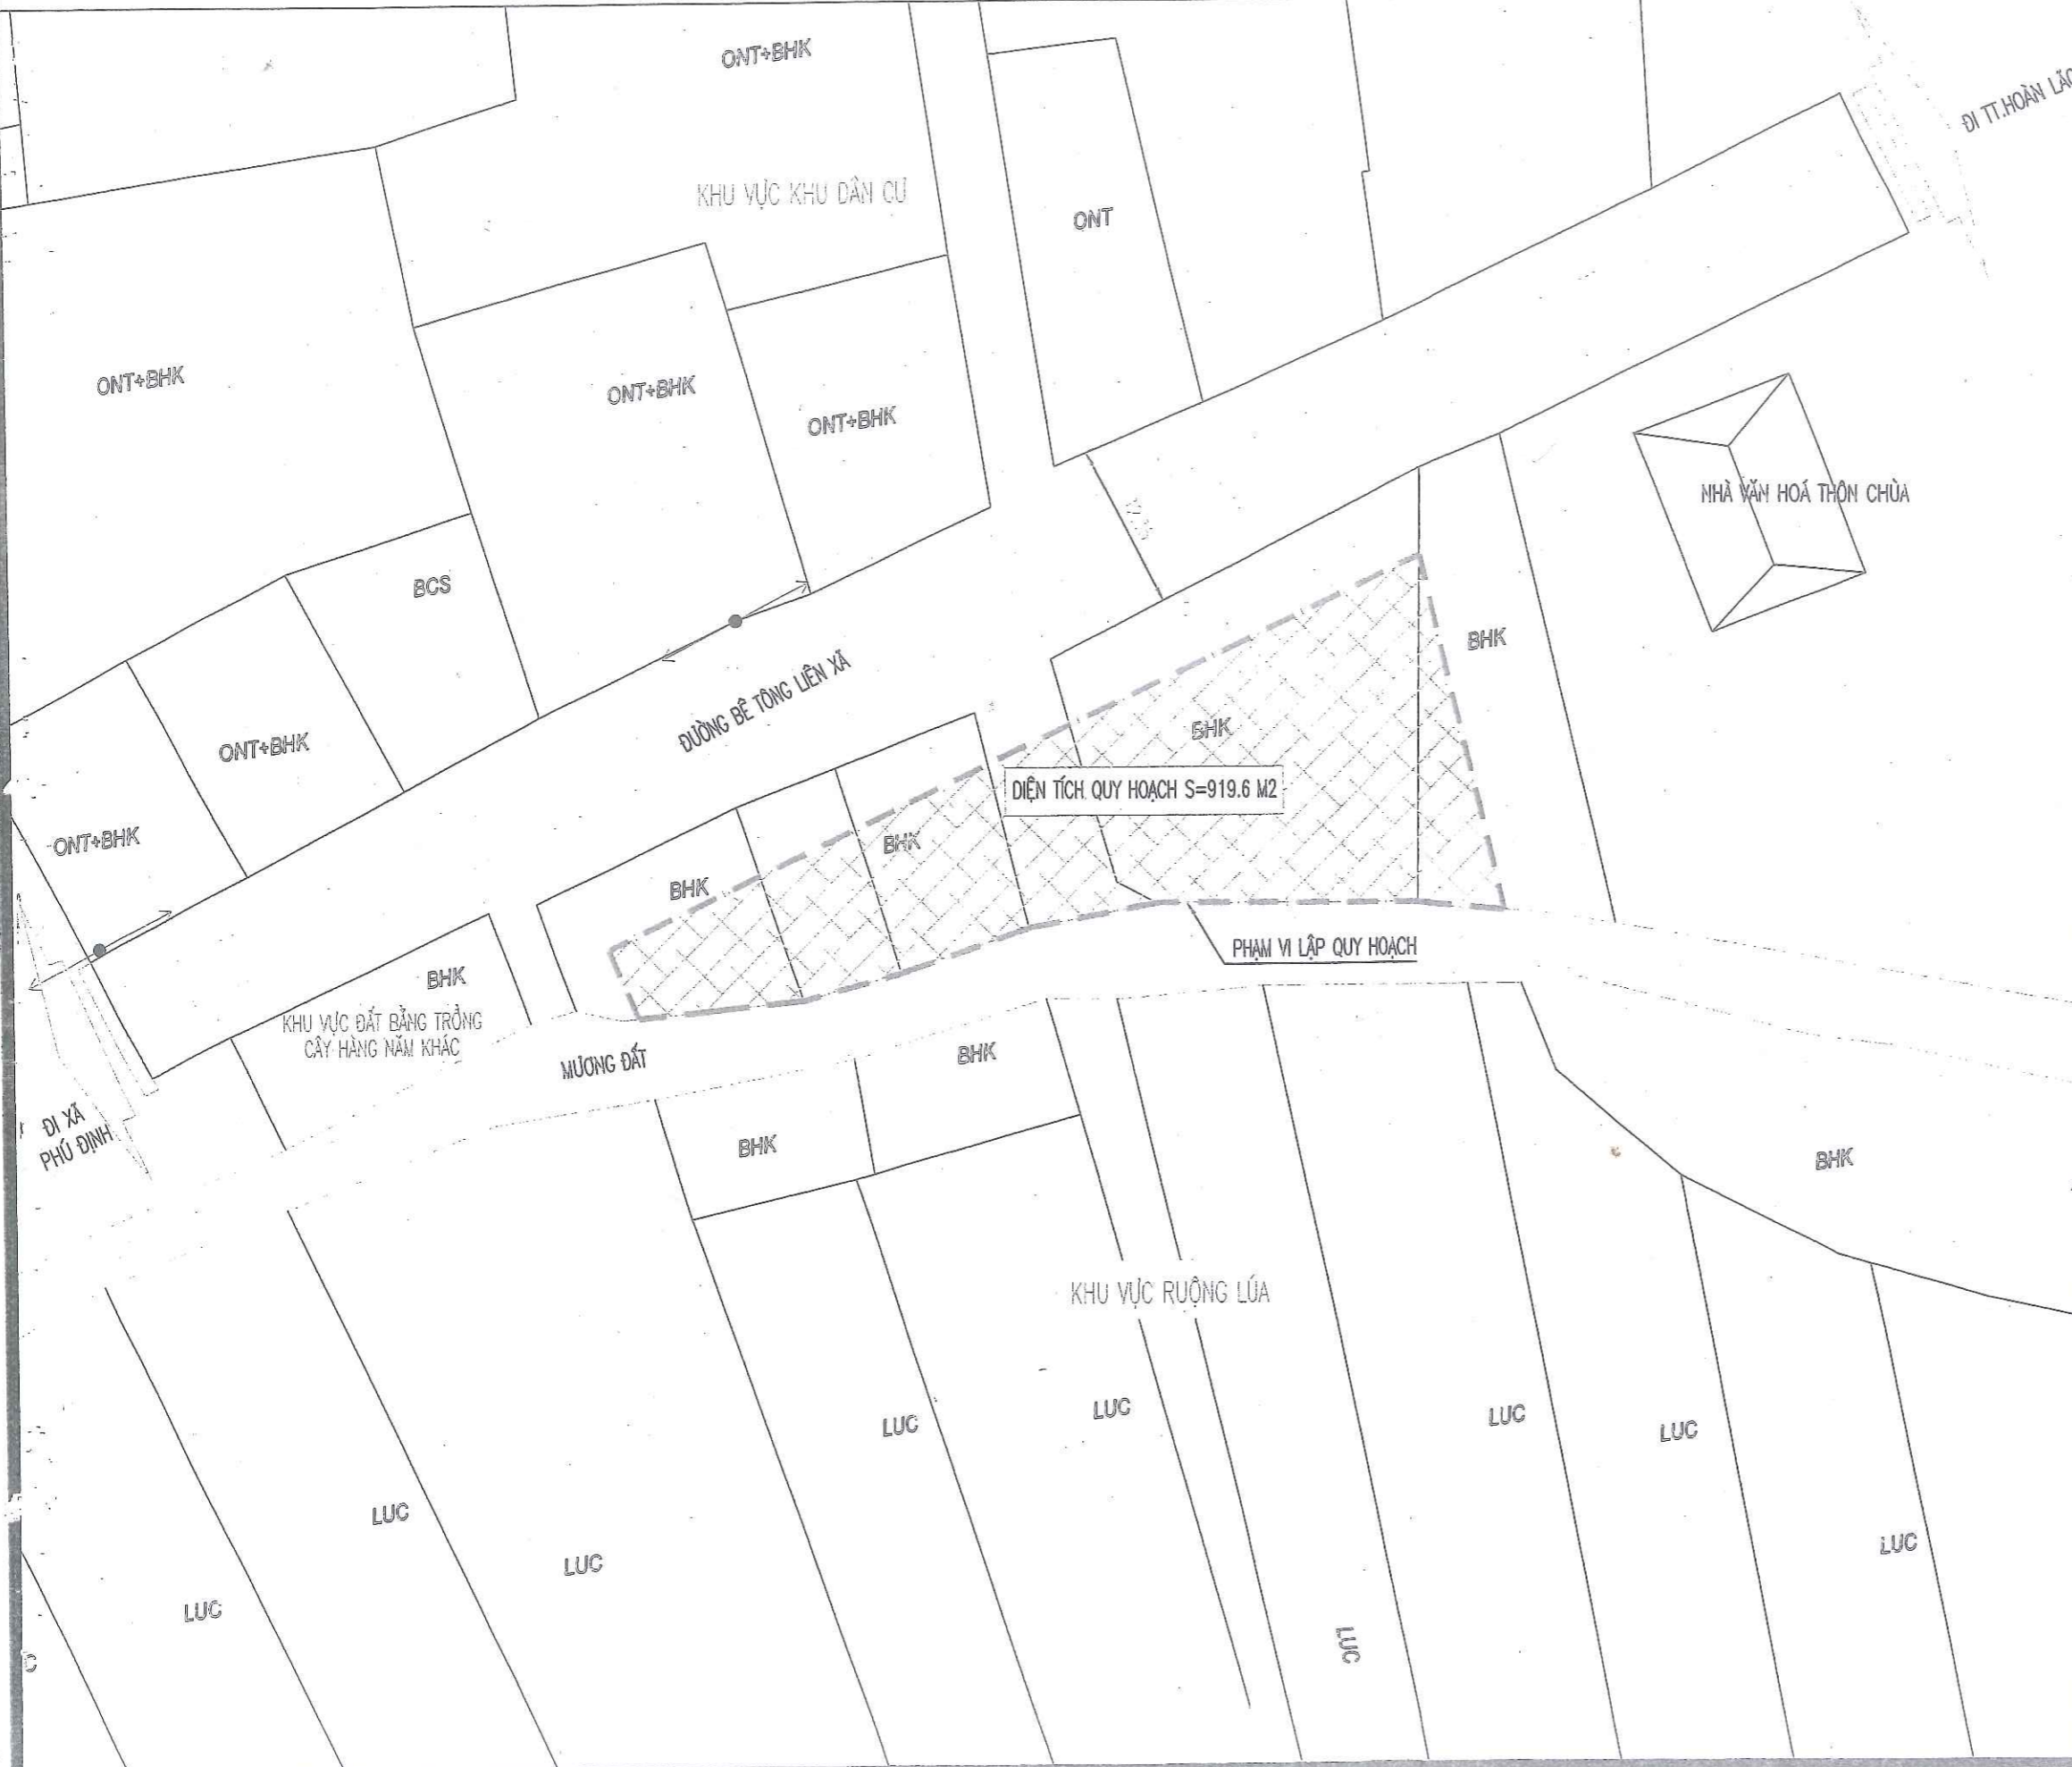 ONT+BHK
ĐI TT.HOÀN LÃO
KHU VỰC KHU DÂN CƯ
ONT
ONT+BHK
ONT+BHK
ONT+BHK
NHÀ VĂN HOÁ THÔN CHÙA
BCS
BHK
ĐƯỜNG BÊ TÔNG LIÊN XÃ
BHK
ONT+BHK
DIỆN TÍCH QUY HOẠCH S=919.6 M2
ONT+BHK
BHK
BHK
PHẠM VI LẬP QUY HOẠCH
BHK
KHU VỰC ĐẤT BẰNG TRỒNG
CÂY HÀNG NĂM KHÁC
MƯƠNG ĐẤT
BHK
ĐI XÃ
PHÚ ĐỊNH
BHK
BHK
KHU VỰC RUỘNG LÚA
LUC
LUC
LUC
LUC
LUC
LUC
LUC
LUC
LUC
C